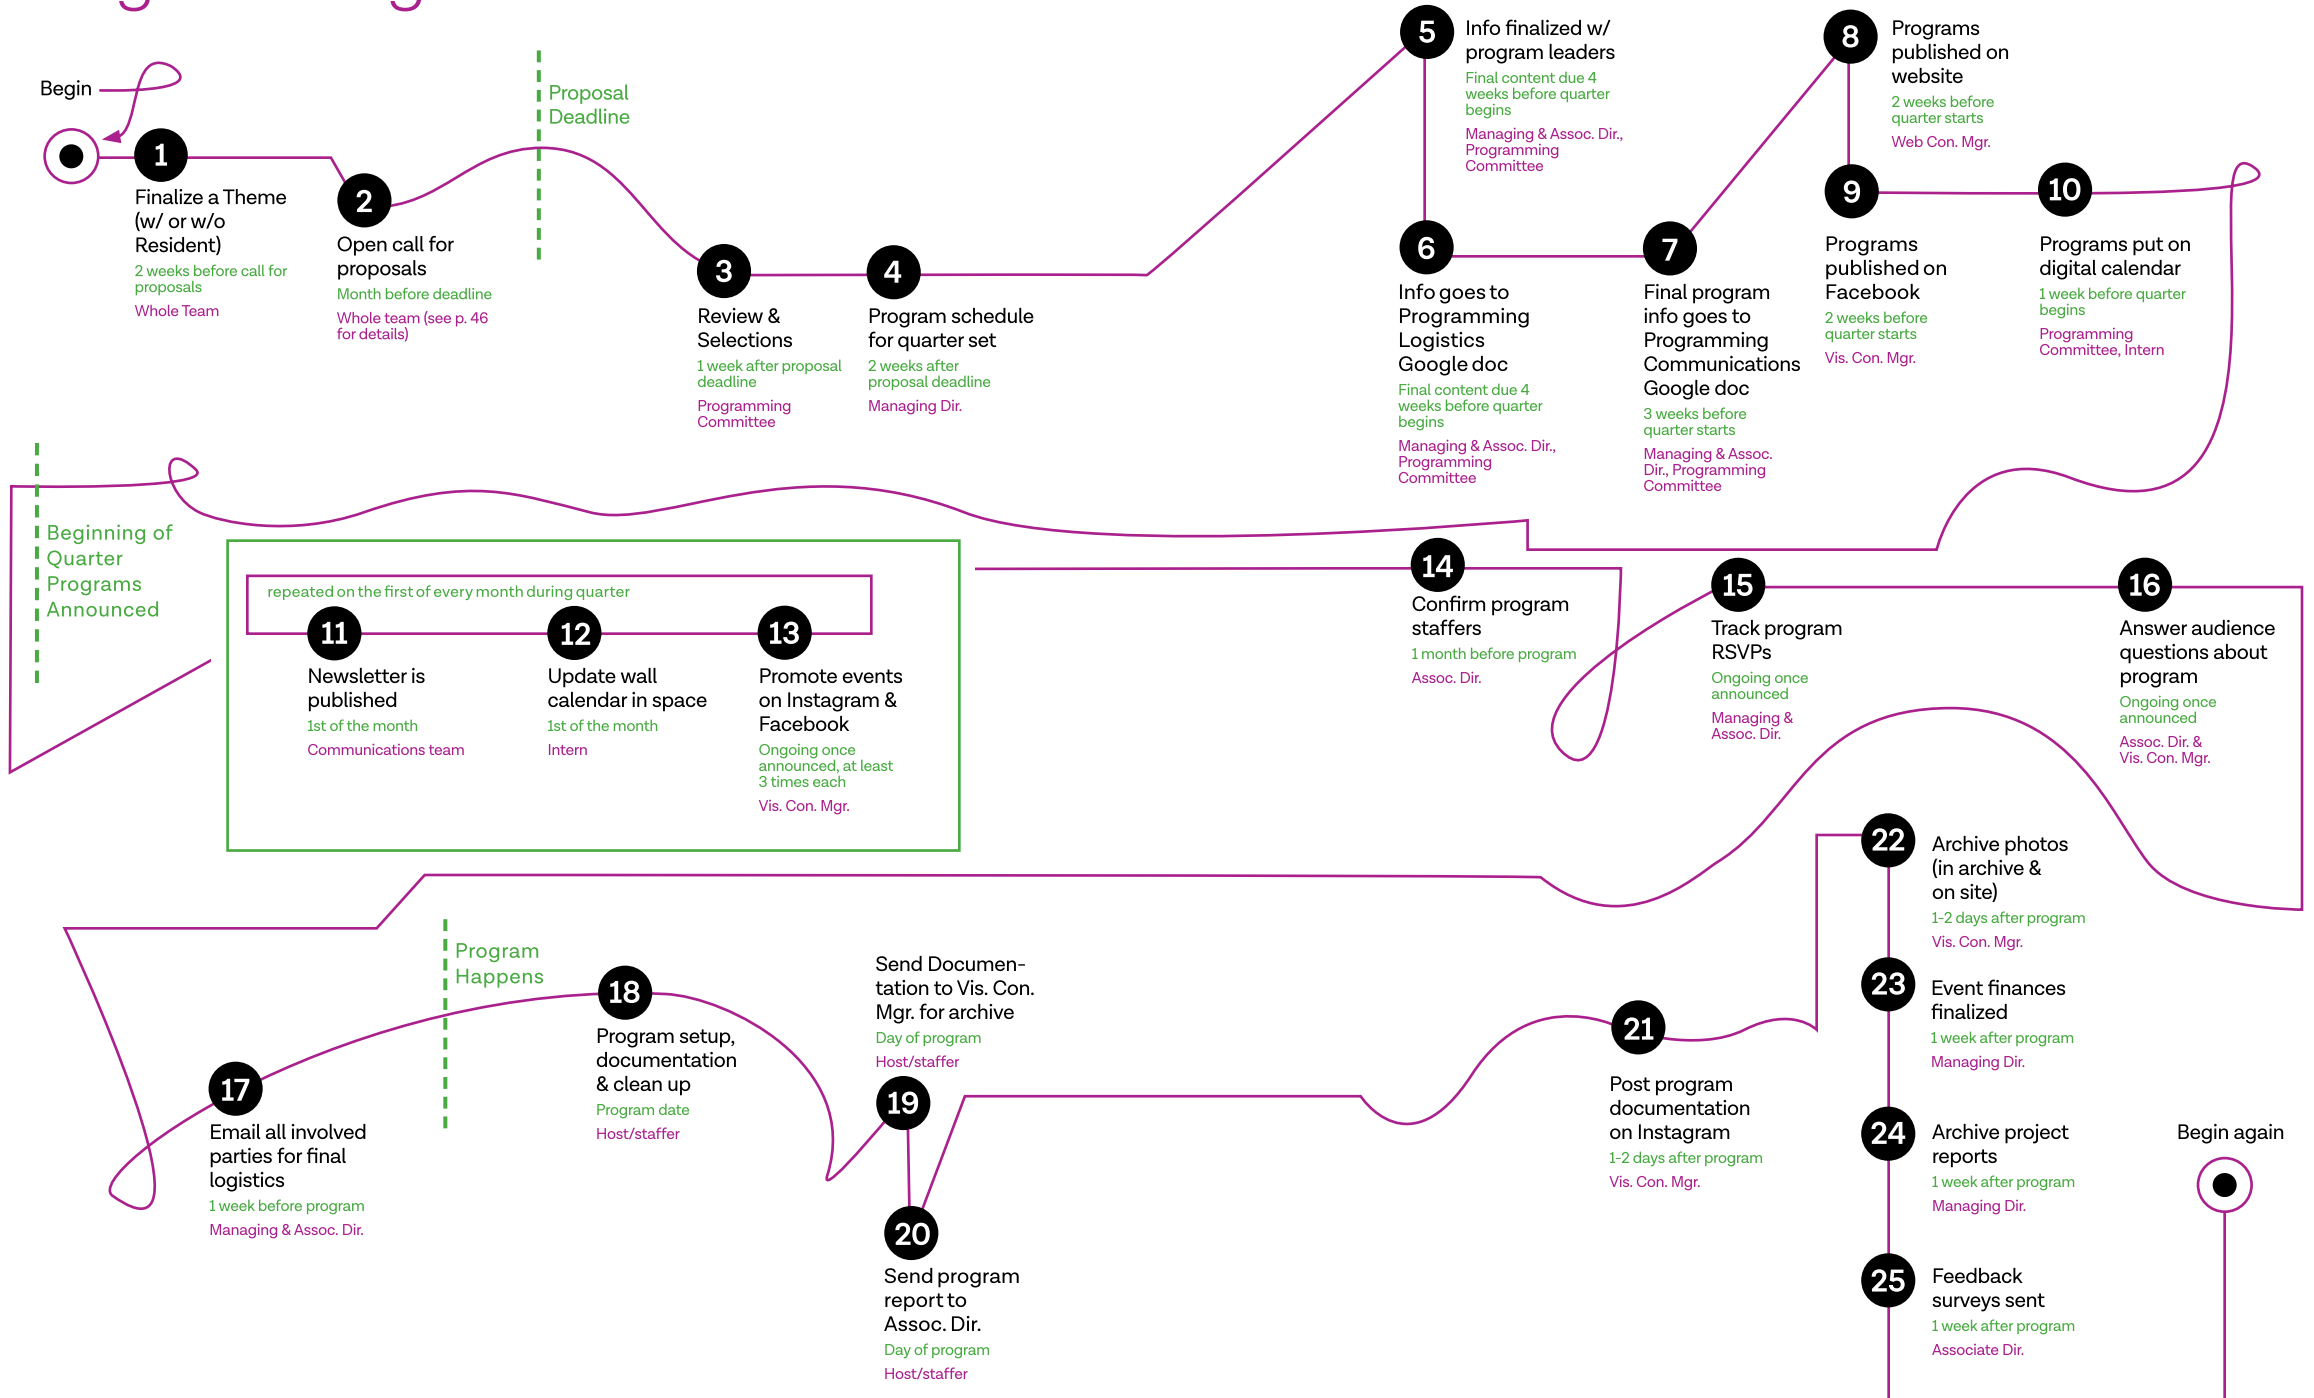 Begin
1
Finalize a Theme
(w/ or w/o
Resident)
2 weeks before call for
proposals
Whole Team
2
Open call for
proposals
Month before deadline
Whole team (see p. 46
for details)
Proposal
Deadline
3
Review &
Selections
1 week after proposal
deadline
Programming
Committee
4
Program schedule
for quarter set
2 weeks after
proposal deadline
Managing Dir.
5
Info finalized w/
program leaders
Final content due 4
weeks before quarter
begins
Managing & Assoc. Dir.,
Programming
Committee
6
Info goes to
Programming
Logistics
Google doc
Final content due 4
weeks before quarter
begins
Managing & Assoc. Dir.,
Programming
Committee
7
Final program
info goes to
Programming
Communications
Google doc
3 weeks before
quarter starts
Managing & Assoc.
Dir., Programming
Committee
8
Programs
published on
website
2 weeks before
quarter starts
Web Con. Mgr.
9
Programs
published on
Facebook
2 weeks before
quarter starts
Vis. Con. Mgr.
10
Programs put on
digital calendar
1 week before quarter
begins
Programming
Committee, Intern
Beginning of
Quarter
Programs
Announced
repeated on the first of every month during quarter
11
Newsletter is
published
1st of the month
Communications team
12
Update wall
calendar in space
1st of the month
Intern
13
Promote events
on Instagram &
Facebook
Ongoing once
announced, at least
3 times each
Vis. Con. Mgr.
14
Confirm program
staffers
1 month before program
Assoc. Dir.
15
Track program
RSVPs
Ongoing once
announced
Managing &
Assoc. Dir.
16
Answer audience
questions about
program
Ongoing once
announced
Assoc. Dir. &
Vis. Con. Mgr.
17
Email all involved
parties for final
logistics
1 week before program
Managing & Assoc. Dir.
Program
Happens
18
Program setup,
documentation
& clean up
Program date
Host/staffer
Send Documen-
tation to Vis. Con.
Mgr. for archive
Day of program
Host/staffer
19
20
Send program
report to
Assoc. Dir.
Day of program
Host/staffer
21
Post program
documentation
on Instagram
1-2 days after program
Vis. Con. Mgr.
22
Archive photos
(in archive &
on site)
1-2 days after program
Vis. Con. Mgr.
23
Event finances
finalized
1 week after program
Managing Dir.
24
Archive project
reports
1 week after program
Managing Dir.
25
Feedback
surveys sent
1 week after program
Associate Dir.
Begin again